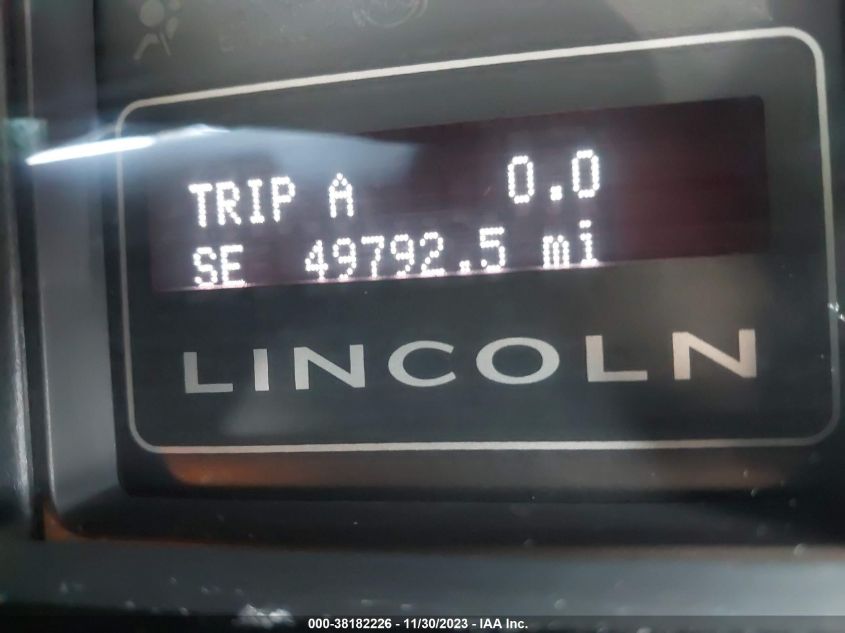 TRIP A 0.0
SE 49792.5 mi
LINCOLN
000-38182226 - 11/30/2023 - IAA Inc.